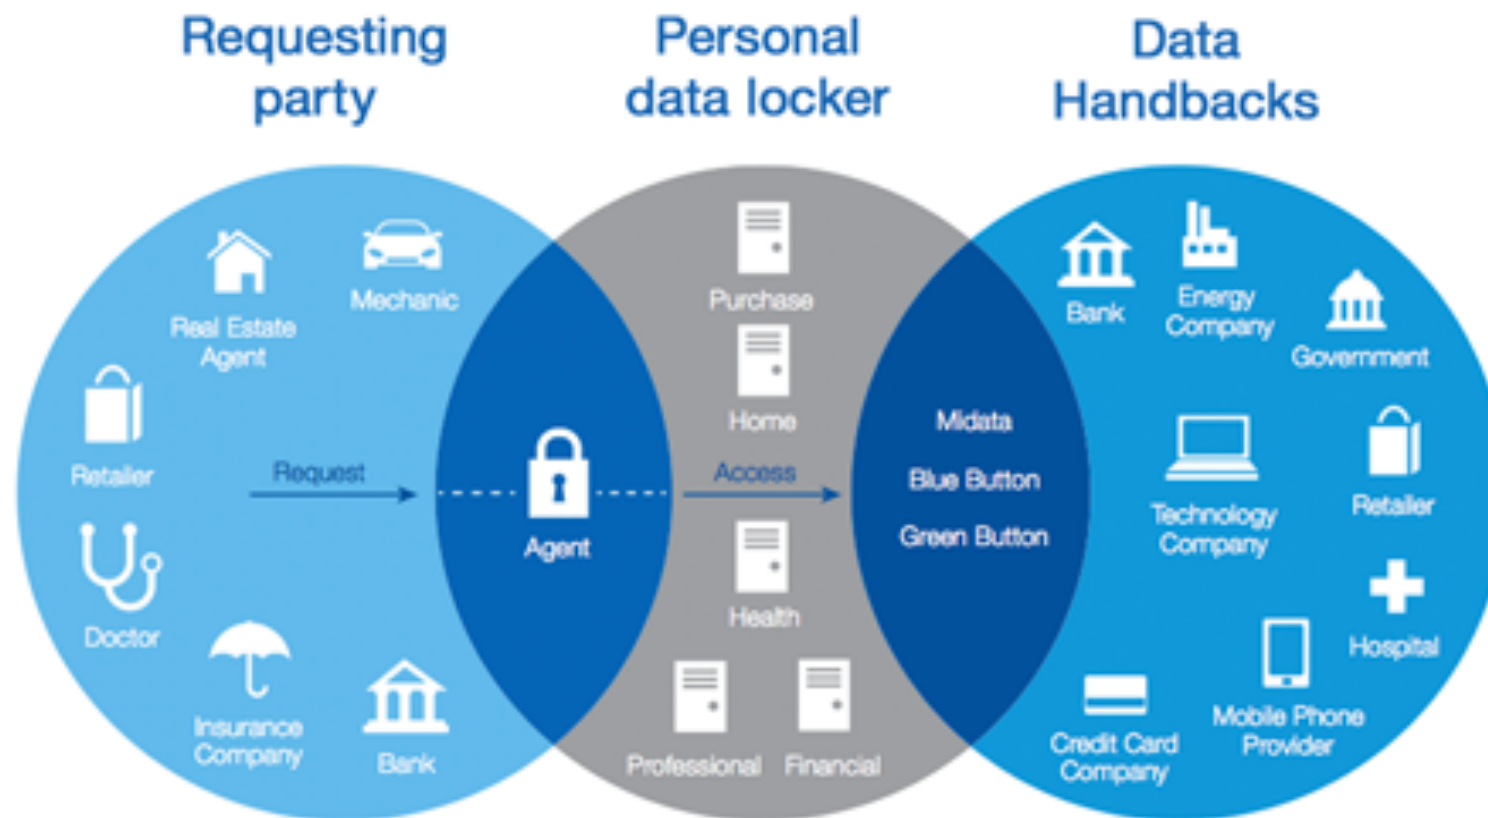 Requesting
party
Personal
data locker
Data
Handbacks
Real Estate
Agent
Mechanic
Retailer
Request
Doctor
Insurance
Company
Bank
Agent
Purchase
Home
Access
Health
Professional
Financial
Midata
Blue Button
Green Button
Bank
Energy
Company
Government
Technology
Company
Retailer
Hospital
Mobile Phone
Provider
Credit Card
Company